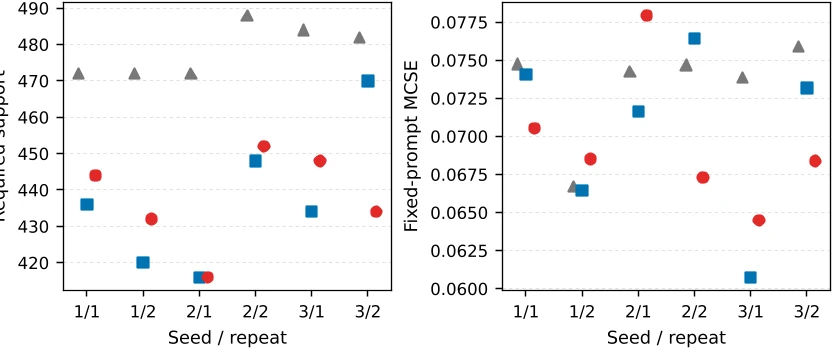 490
480
470
460
450
440
430
420
Required support
1/1 1/2 2/1 2/2 3/1 3/2
Seed / repeat
0.0775
0.0750
0.0725
0.0700
0.0675
0.0650
0.0625
0.0600
Fixed-prompt MCSE
1/1 1/2 2/1 2/2 3/1 3/2
Seed / repeat